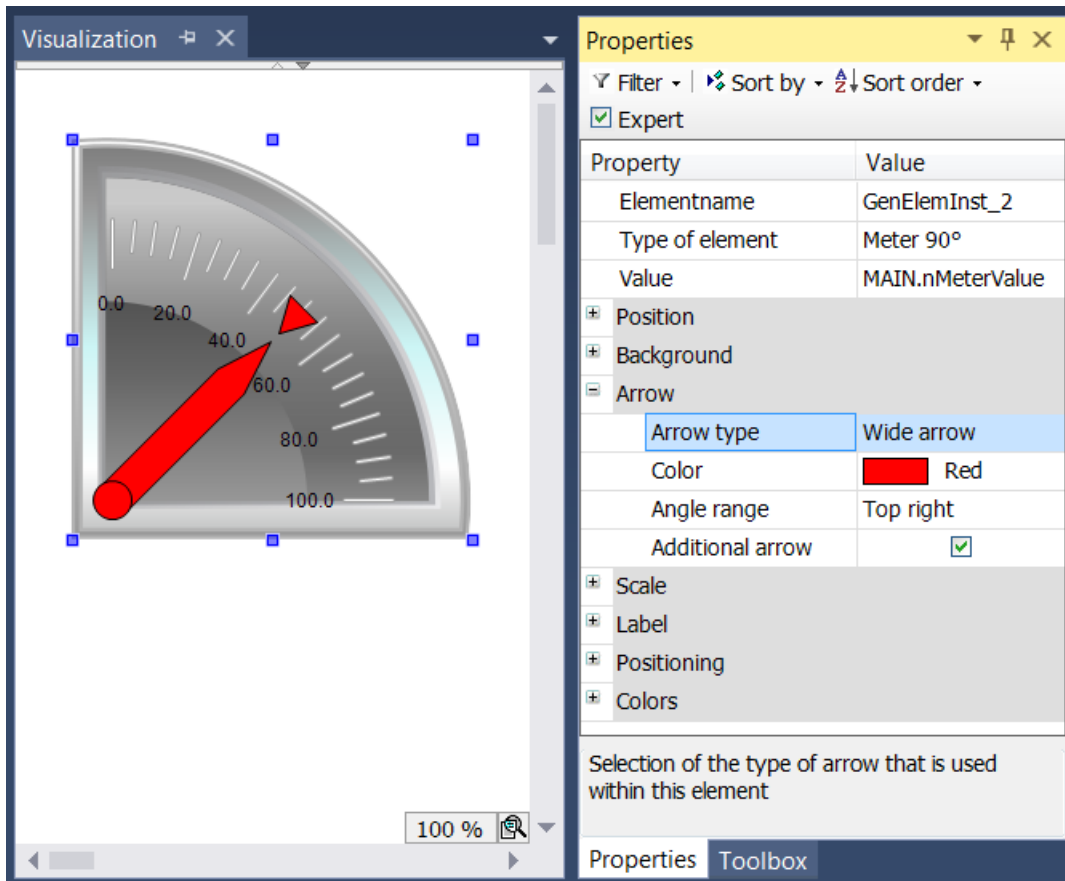 Visualization
0.0
20.0
40.0
60.0
80.0
100.0
100 %
Properties
Filter Sort by Sort order
Expert
Property Value
Elementname GenElemInst_2
Type of element Meter 90°
Value MAIN.nMeterValue
Position
Background
Arrow
Arrow type Wide arrow
Color Red
Angle range Top right
Additional arrow
Scale
Label
Positioning
Colors
Selection of the type of arrow that is used
within this element
Properties Toolbox